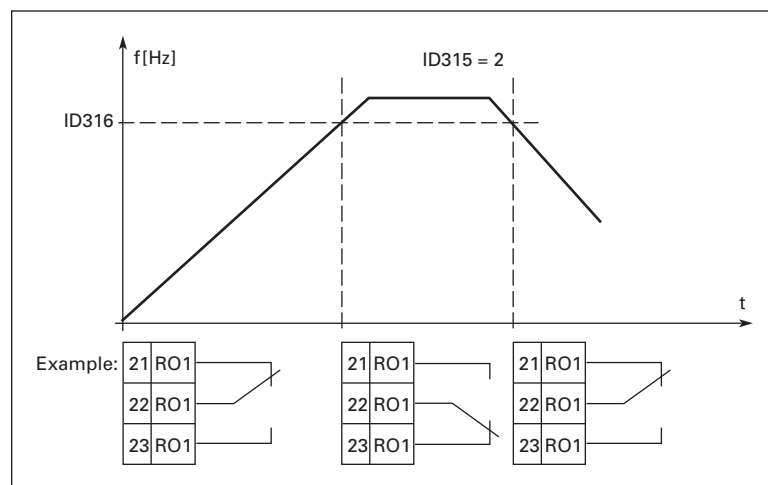 f[Hz]
ID315 = 2
ID316
t
Example:
21 RO1
22 RO1
23 RO1
21 RO1
22 RO1
23 RO1
21 RO1
22 RO1
23 RO1